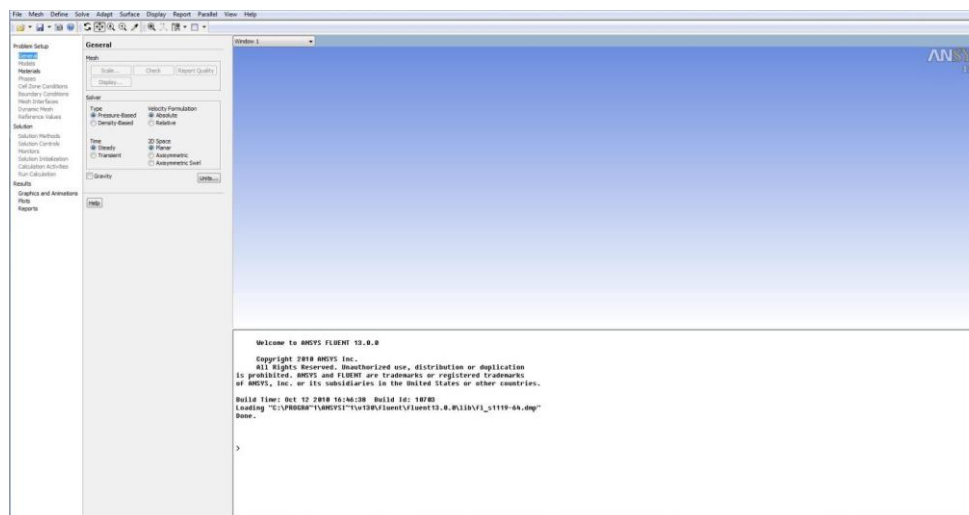 File Mesh Define Solve Adapt Surface Display Report Parallel View Help
Problem Setup
General
Models
Materials
Phases
Cell Zone Conditions
Boundary Conditions
Mesh Interfaces
Dynamic Mesh
Reference Values
Solution
Solution Methods
Solution Controls
Monitors
Solution Initialization
Calculation Activities
Run Calculation
Results
Graphics and Animations
Plots
Reports
General
Mesh
Scale... Check Report Quality
Display...
Solver
Type Velocity Formulation
Pressure-Based Absolute
Density-Based Relative
Time 2D Space
Steady Planar
Transient Axisymmetric
Axisymmetric Swirl
Gravity Units...
Help
Window 1
ANSY
Welcome to ANSYS FLUENT 13.0.0
Copyright 2010 ANSYS Inc.
All Rights Reserved. Unauthorized use, distribution or duplication
is prohibited. ANSYS and FLUENT are trademarks or registered trademarks
of ANSYS, Inc. or its subsidiaries in the United States or other countries.
Build Time: Oct 12 2010 16:46:38 Build Id: 10703
Loading "C:\PROGRA~1\ANSYSI~1\v130\fluent\fluent13.0.0\lib\fl_s1119-64.dmp"
Done.
>